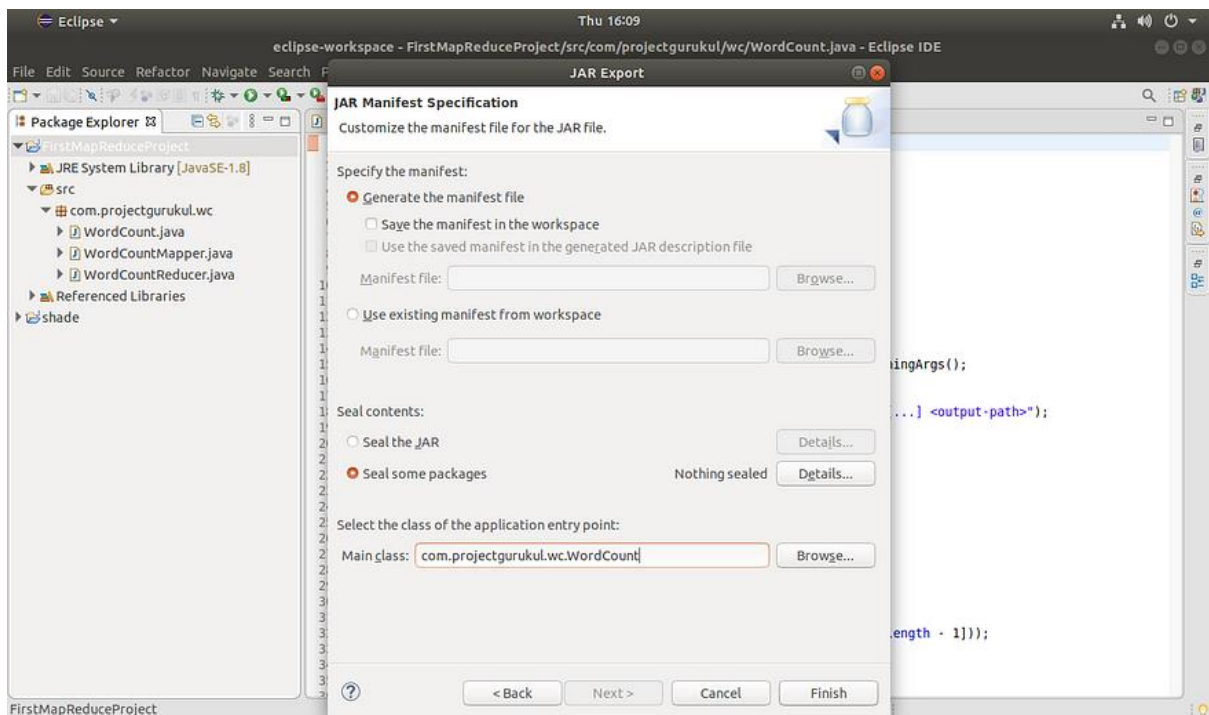 Eclipse
Thu 16:09
eclipse-workspace - FirstMapReduceProject/src/com/projectgurukul/wc/WordCount.java - Eclipse IDE
File Edit Source Refactor Navigate Search
JAR Export
Package Explorer
FirstMapReduceProject
JRE System Library [JavaSE-1.8]
src
com.projectgurukul.wc
WordCount.java
WordCountMapper.java
WordCountReducer.java
Referenced Libraries
shade
JAR Manifest Specification
Customize the manifest file for the JAR file.
Specify the manifest:
Generate the manifest file
Save the manifest in the workspace
Use the saved manifest in the generated JAR description file
Manifest file:
Browse...
Use existing manifest from workspace
Manifest file:
Browse...
Seal contents:
Seal the JAR
Details...
Seal some packages
Nothing sealed
Details...
Select the class of the application entry point:
Main class: com.projectgurukul.wc.WordCount
Browse...
< Back
Next >
Cancel
Finish
ingArgs();
...] <output-path>");
ength - 1]));
FirstMapReduceProject